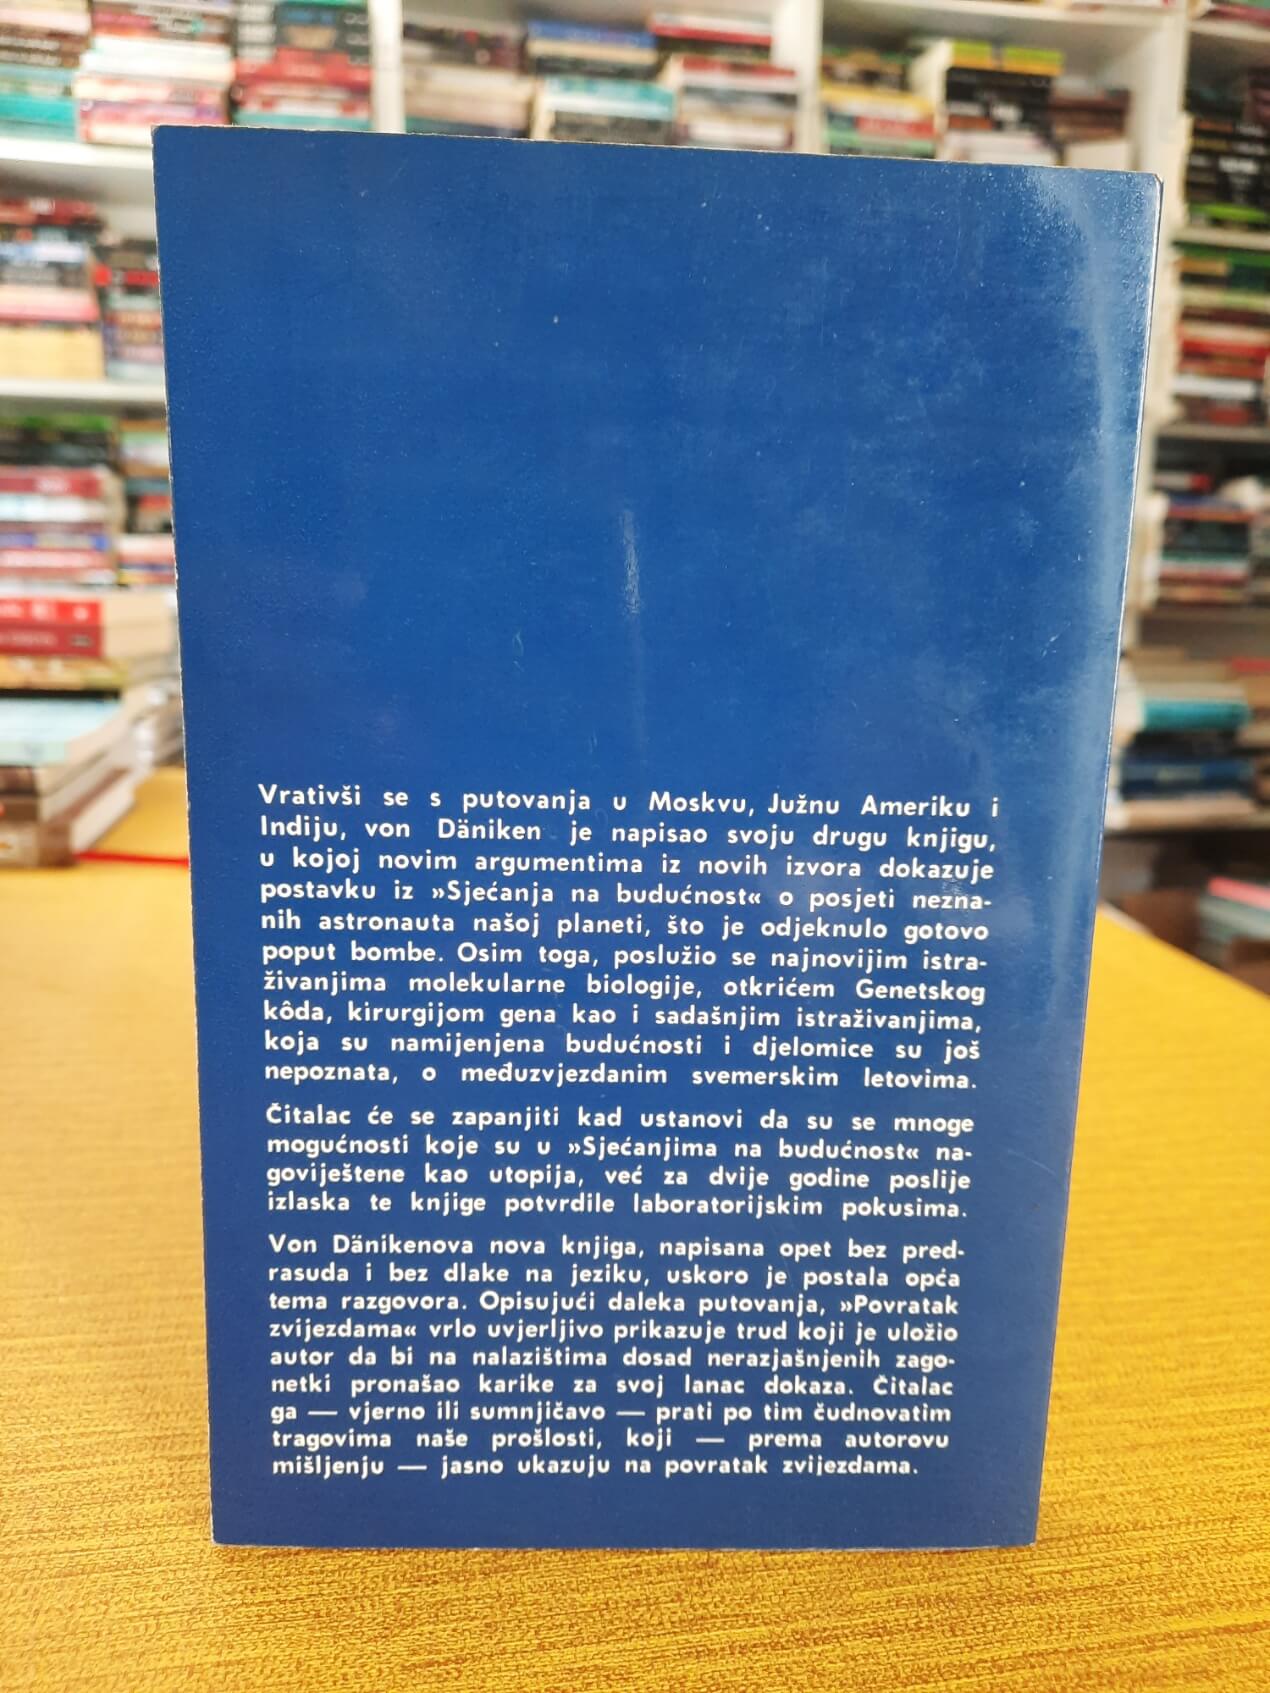 Vrativši se s putovanja u Moskvu, Južnu Ameriku i
Indiju, von Däniken je napisao svoju drugu knjigu,
u kojoj novim argumentima iz novih izvora dokazuje
postavku iz »Sjećanja na budućnost« o posjeti nezna-
nih astronauta našoj planeti, što je odjeknulo gotovo
poput bombe. Osim toga, poslužio se najnovijim istra-
živanjima molekularne biologije, otkrićem Genetskog
kôda, kirurgijom gena kao i sadašnjim istraživanjima,
koja su namijenjena budućnosti i djelomice su još
nepoznata, o međuzvjezdanim svemerskim letovima.
Čitalac će se zapanjiti kad ustanovi da su se mnoge
mogućnosti koje su u »Sjećanjima na budućnost« na-
goviještene kao utopija, već za dvije godine poslije
izlaska te knjige potvrdile laboratorijskim pokusima.
Von Dänikenova nova knjiga, napisana opet bez pred-
rasuda i bez dlake na jeziku, uskoro je postala opća
tema razgovora. Opisujući daleka putovanja, »Povratak
zvijezdama« vrlo uvjerljivo prikazuje trud koji je uložio
autor da bi na nalazištima dosad nerazjašnjenih zago-
netki pronašao karike za svoj lanac dokaza. Čitalac
ga — vjerno ili sumnjičavo — prati po tim čudnovatim
tragovima naše prošlosti, koji — prema autorovu
mišljenju — jasno ukazuju na povratak zvijezdama.